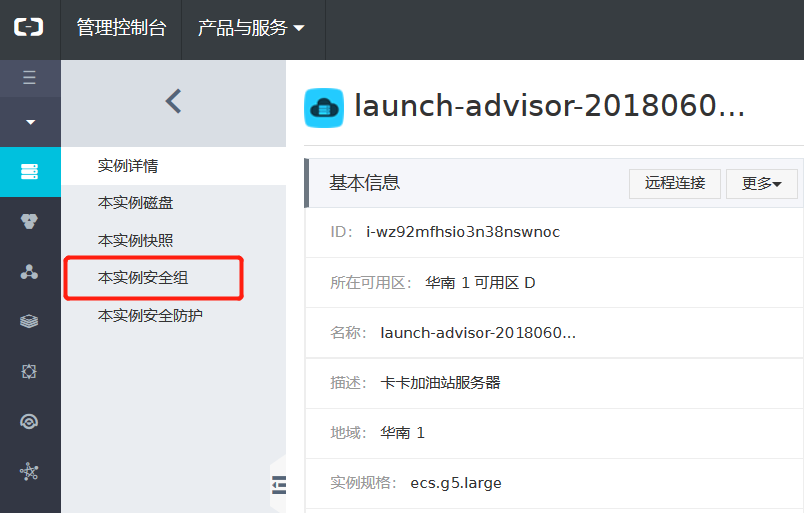 管理控制台 产品与服务
launch-advisor-2018060...
实例详情
本实例磁盘
本实例快照
本实例安全组
本实例安全防护
基本信息 远程连接 更多
ID： i-wz92mfhsio3n38nswnoc
所在可用区： 华南 1 可用区 D
名称： launch-advisor-2018060...
描述： 卡卡加油站服务器
地域： 华南 1
实例规格： ecs.g5.large